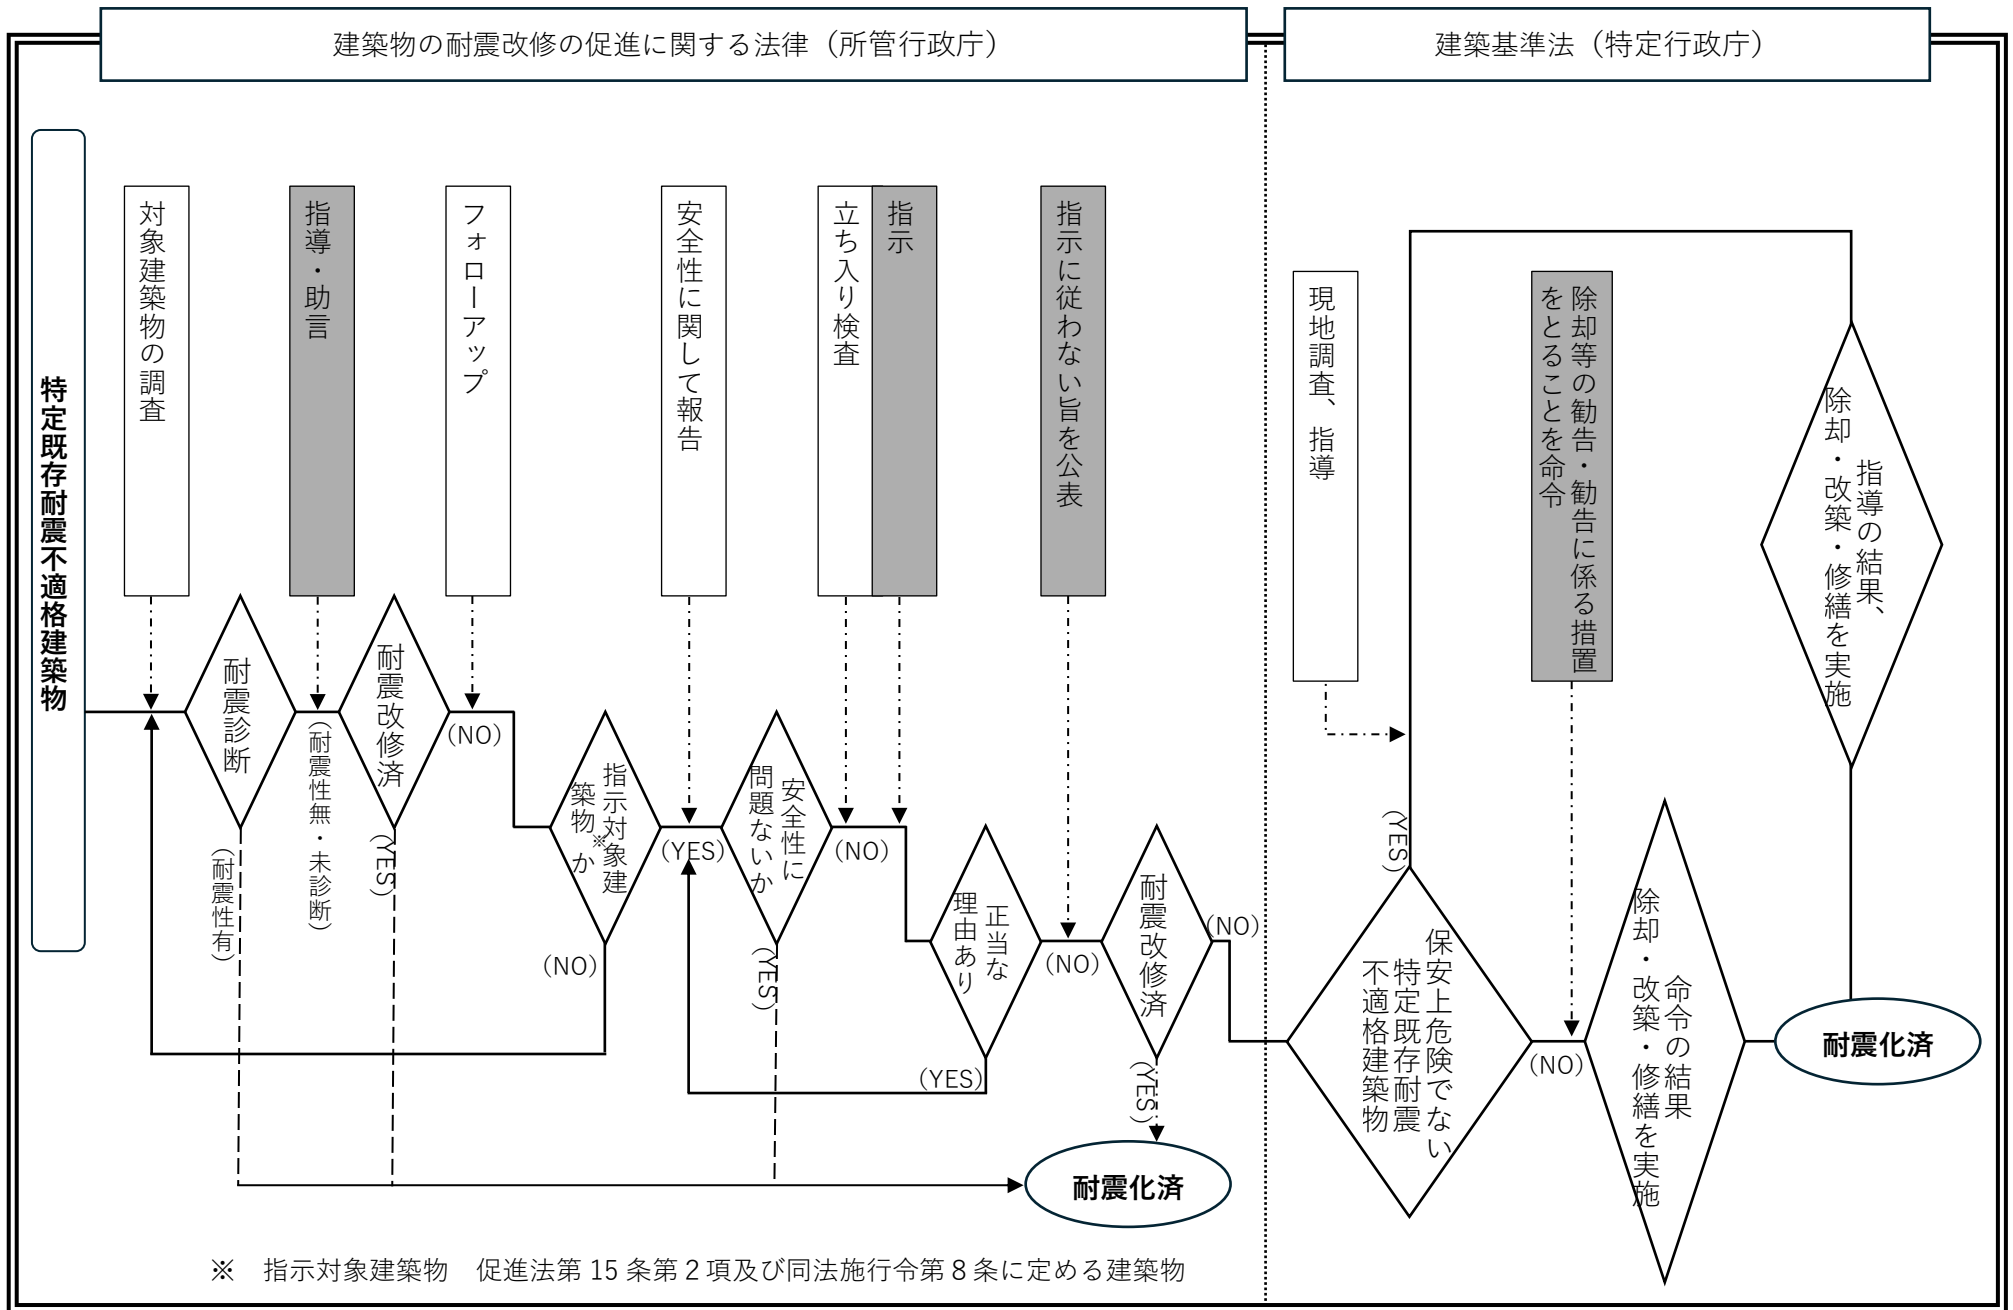 建築物の耐震改修の促進に関する法律（所管行政庁）
建築基準法（特定行政庁）
特定既存耐震不適格建築物
対象建築物の調査
指導・助言
フォローアップ
安全性に関して報告
立ち入り検査
指示
指示に従わない旨を公表
現地調査、指導
除却等の勧告・勧告に係る措置
をとることを命令
指導の結果、
除却・改築・修繕を実施
耐震診断
（耐震性有）
（耐震性無・未診断）
耐震改修済
（YES）
（NO）
指示対象建
築物※か
（NO）
（YES）
安全性に
問題ないか
（YES）
（NO）
正当な
理由あり
（YES）
（NO）
耐震改修済
（YES）
（NO）
保安上危険でない
特定既存耐震
不適格建築物
（YES）
（NO）
命令の結果
除却・改築・修繕を実施
耐震化済
耐震化済
※　指示対象建築物　促進法第 15 条第 2 項及び同法施行令第 8 条に定める建築物